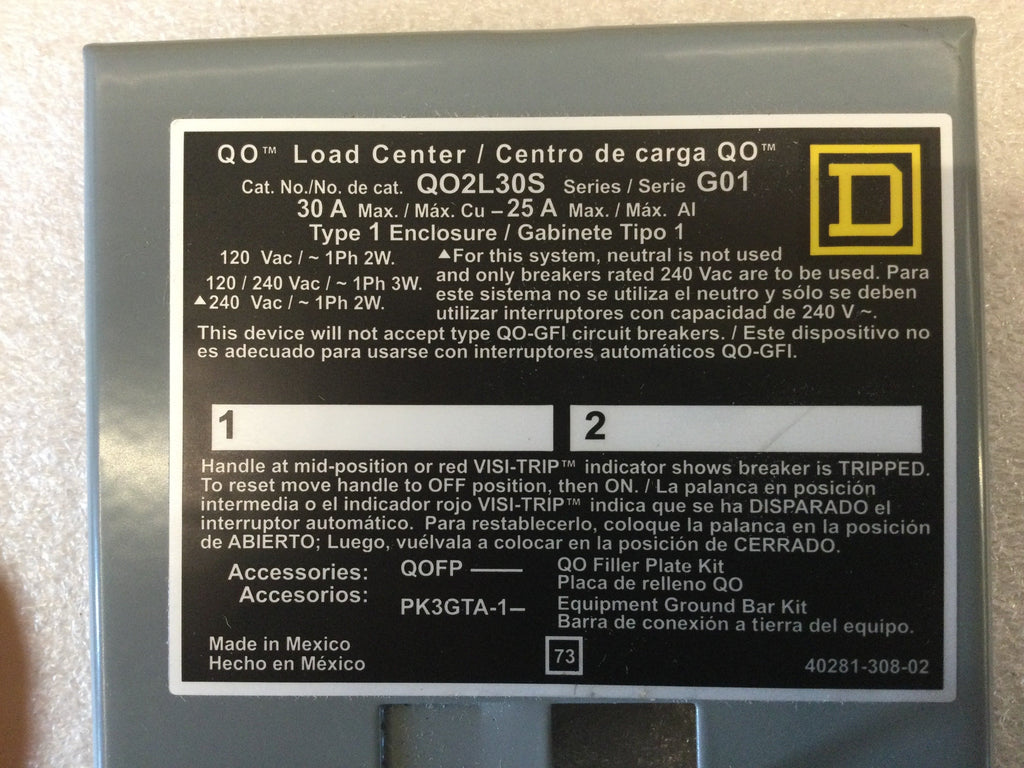 QO™ Load Center / Centro de carga QO™
Cat. No./No. de cat. QO2L30S Series / Serie G01
30 A Max. / Máx. Cu – 25 A Max. / Máx. Al
Type 1 Enclosure / Gabinete Tipo 1
D
120 Vac / ~ 1Ph 2W.
120 / 240 Vac / ~ 1Ph 3W.
▲240 Vac / ~ 1Ph 2W.
▲For this system, neutral is not used
and only breakers rated 240 Vac are to be used. Para
este sistema no se utiliza el neutro y sólo se deben
utilizar interruptores con capacidad de 240 V ~.
This device will not accept type QO-GFI circuit breakers. / Este dispositivo no
es adecuado para usarse con interruptores automáticos QO-GFI.
1 2
Handle at mid-position or red VISI-TRIP™ indicator shows breaker is TRIPPED.
To reset move handle to OFF position, then ON. / La palanca en posición
intermedia o el indicador rojo VISI-TRIP™ indica que se ha DISPARADO el
interruptor automático. Para restablecerlo, coloque la palanca en la posición
de ABIERTO; Luego, vuélvala a colocar en la posición de CERRADO.
Accessories: QOFP —— QO Filler Plate Kit
Accesorios: Placa de relleno QO
PK3GTA-1– Equipment Ground Bar Kit
Barra de conexión a tierra del equipo.
Made in Mexico
Hecho en México
73
40281-308-02